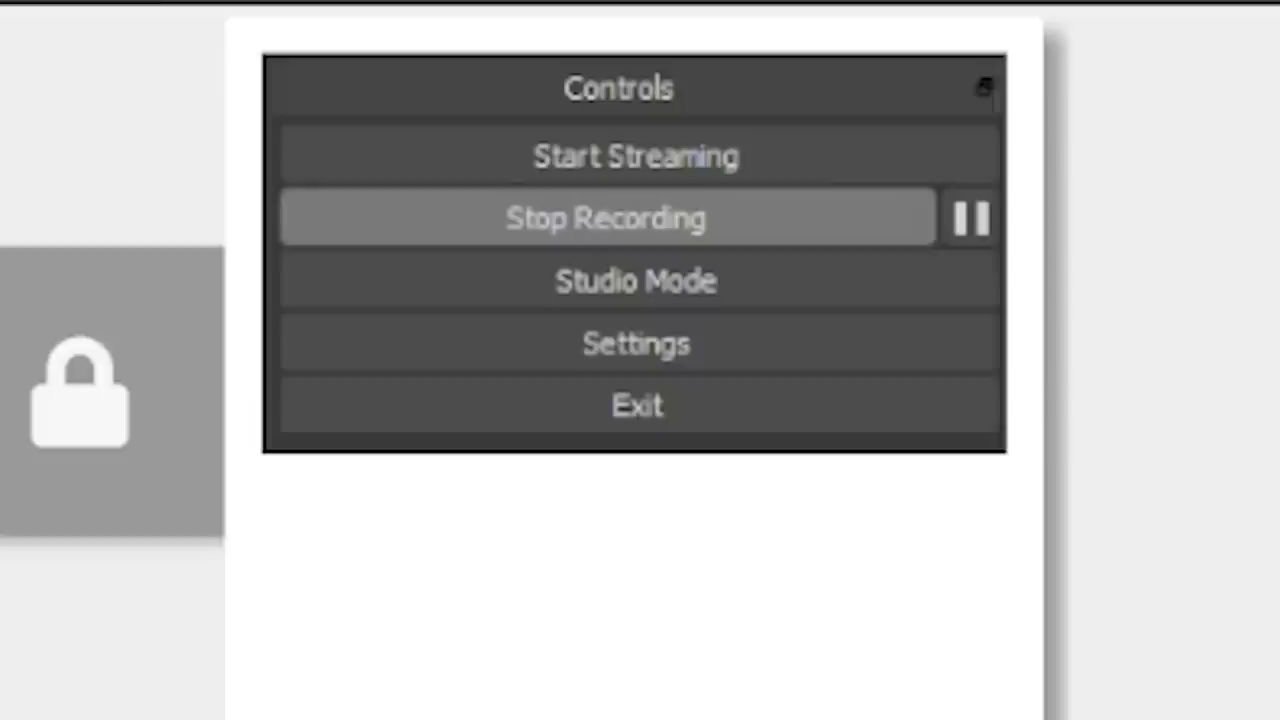 Controls
Start Streaming
Stop Recording
Studio Mode
Settings
Exit